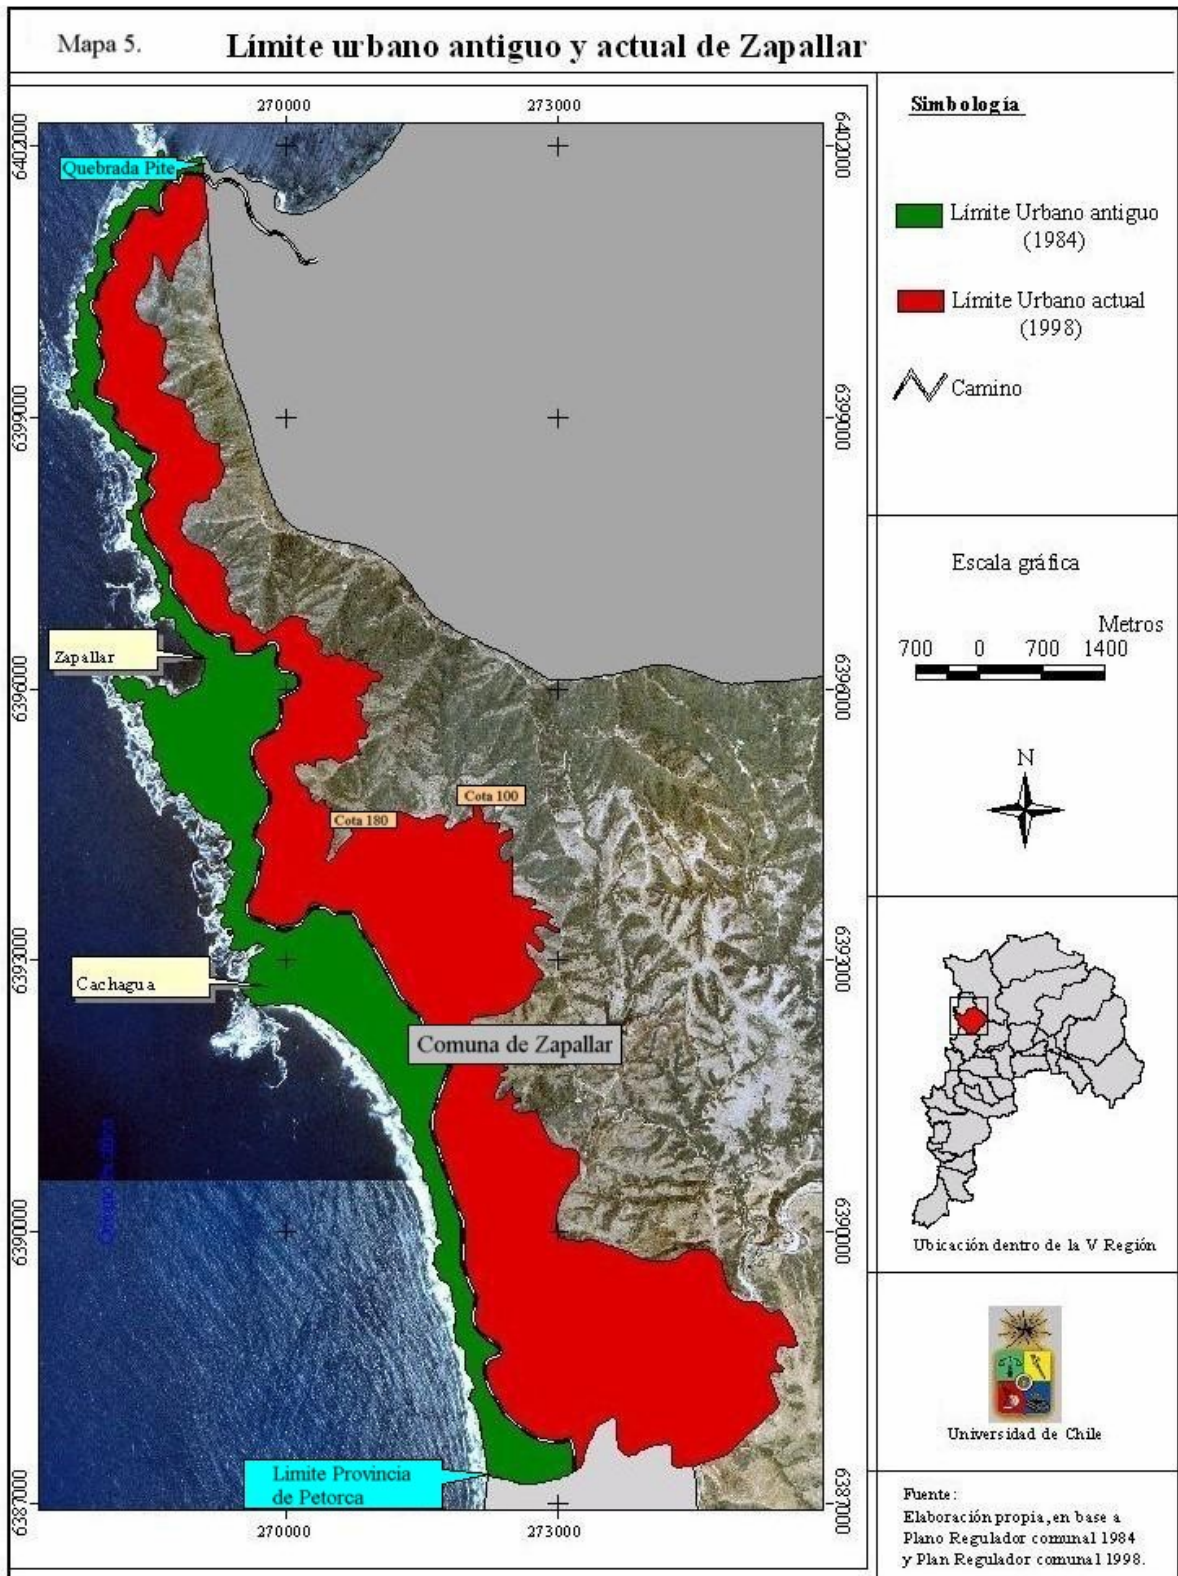 Mapa 5.
Límite urbano antiguo y actual de Zapallar
270000
273000
6402000
6402000
6399000
6399000
6396000
6396000
6393000
6393000
6390000
6390000
6387000
6387000
Quebrada Pite
Zapallar
Cota 100
Cota 180
Cachagua
Comuna de Zapallar
Limite Provincia
de Petorca
270000
273000
Simbología
Límite Urbano antiguo
(1984)
Límite Urbano actual
(1998)
Camino
Escala gráfica
Metros
700 0 700 1400
N
Ubicación dentro de la V Región
Universidad de Chile
Fuente:
Elaboración propia, en base a
Plano Regulador comunal 1984
y Plan Regulador comunal 1998.